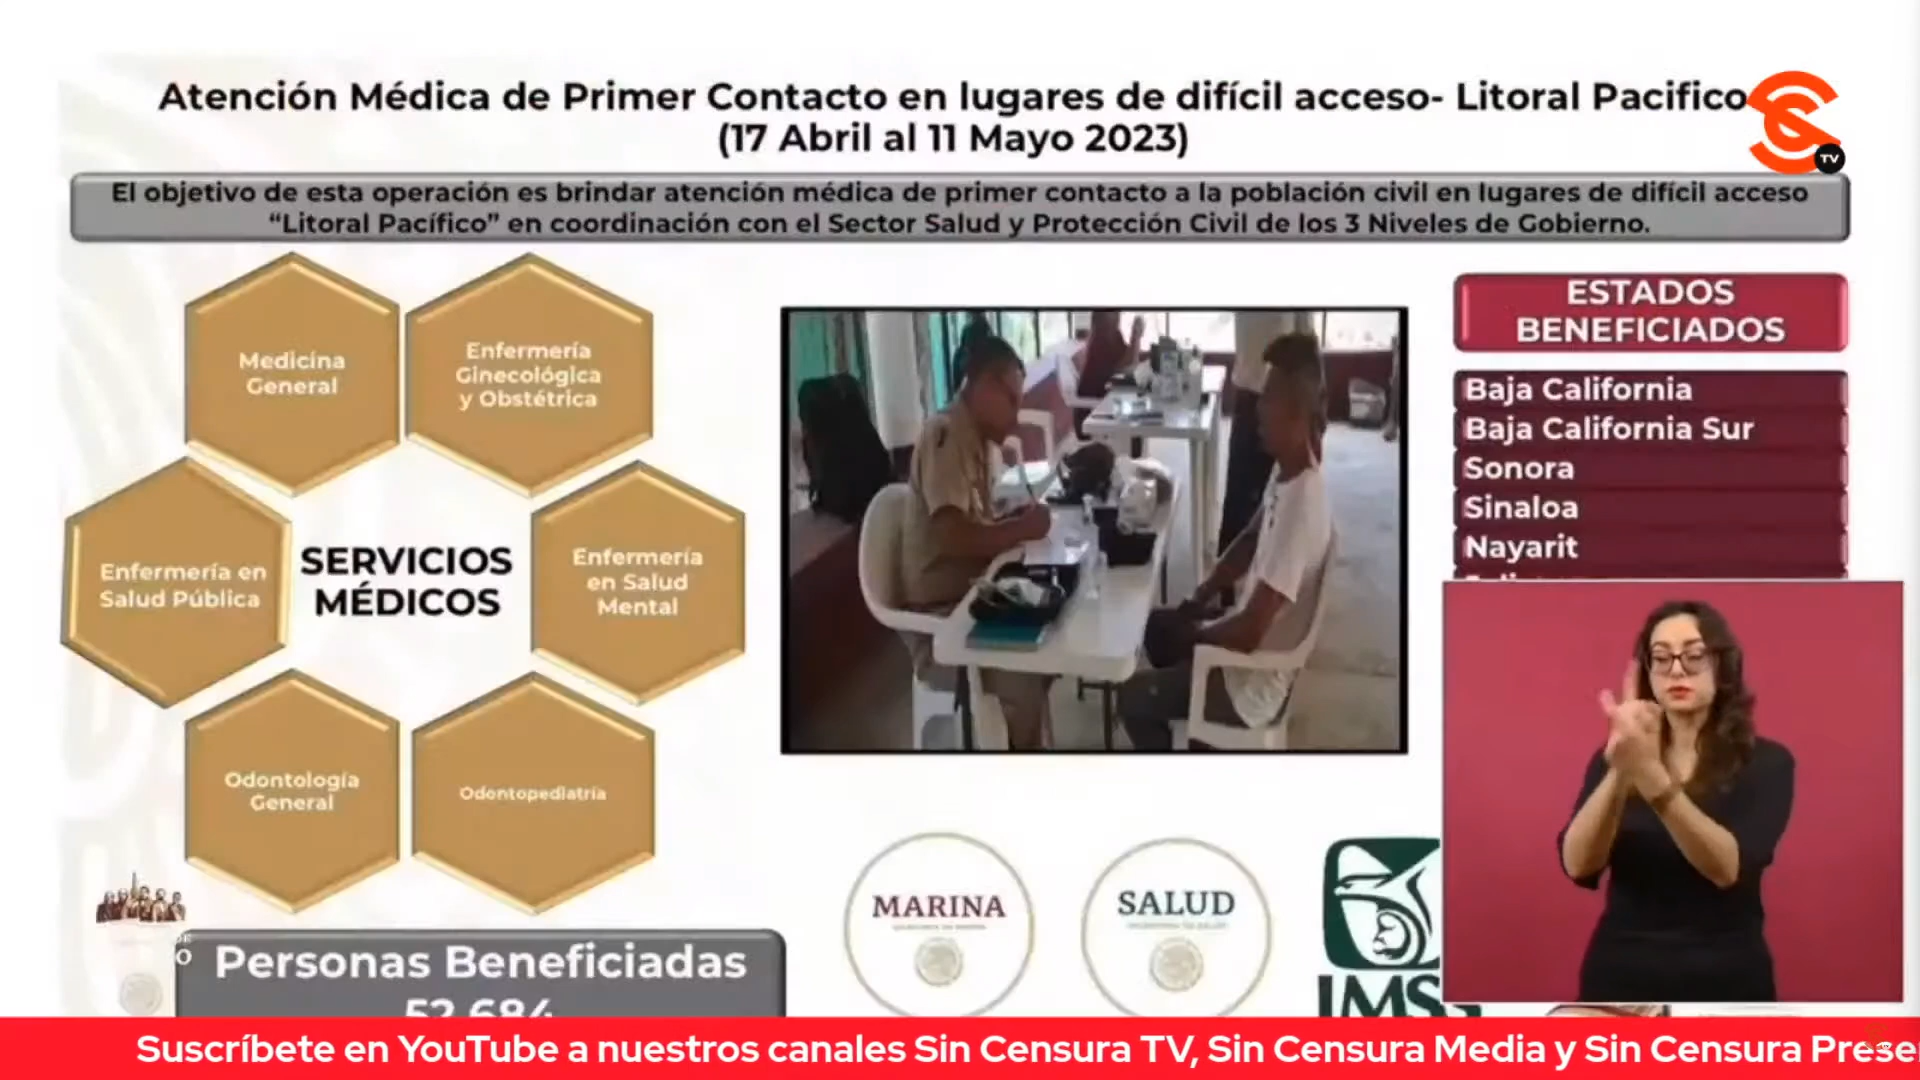 Atención Médica de Primer Contacto en lugares de difícil acceso- Litoral Pacifico
(17 Abril al 11 Mayo 2023)
TV
El objetivo de esta operación es brindar atención médica de primer contacto a la población civil en lugares de difícil acceso
“Litoral Pacífico” en coordinación con el Sector Salud y Protección Civil de los 3 Niveles de Gobierno.
Medicina
General
Enfermería
Ginecológica
y Obstétrica
Enfermería en
Salud Pública
SERVICIOS
MÉDICOS
Enfermería
en Salud
Mental
Odontología
General
Odontopediatría
ESTADOS
BENEFICIADOS
Baja California
Baja California Sur
Sonora
Sinaloa
Nayarit
MARINA
SALUD
IMSS
Personas Beneficiadas
52,684
Suscríbete en YouTube a nuestros canales Sin Censura TV, Sin Censura Media y Sin Censura Prese